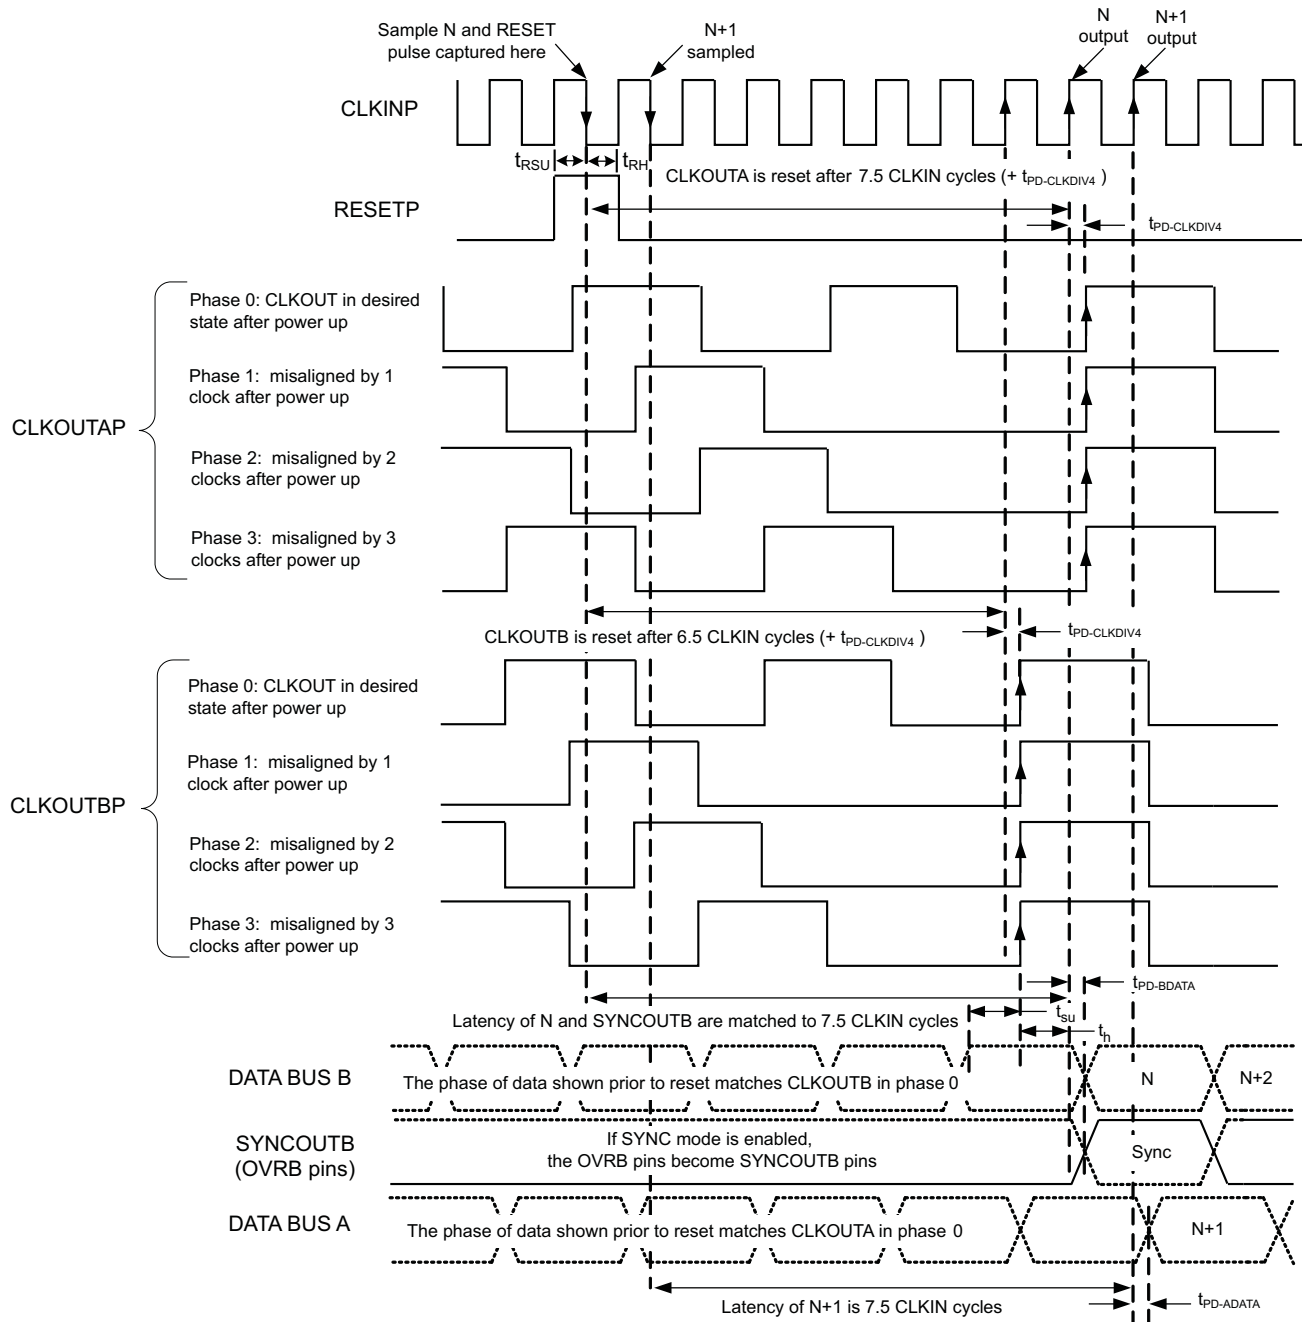 Sample N and RESET
pulse captured here
N+1
sampled
N
output
N+1
output
CLKINP
tRSU
tRH
CLKOUTA is reset after 7.5 CLKIN cycles (+ tPD-CLKDIV4 )
RESETP
tPD-CLKDIV4
Phase 0: CLKOUT in desired
state after power up
Phase 1: misaligned by 1
clock after power up
CLKOUTAP
Phase 2: misaligned by 2
clocks after power up
Phase 3: misaligned by 3
clocks after power up
CLKOUTB is reset after 6.5 CLKIN cycles (+ tPD-CLKDIV4 )
tPD-CLKDIV4
Phase 0: CLKOUT in desired
state after power up
Phase 1: misaligned by 1
clock after power up
CLKOUTBP
Phase 2: misaligned by 2
clocks after power up
Phase 3: misaligned by 3
clocks after power up
tPD-BDATA
Latency of N and SYNCOUTB are matched to 7.5 CLKIN cycles
tsu
th
DATA BUS B
The phase of data shown prior to reset matches CLKOUTB in phase 0
N
N+2
SYNCOUTB
(OVRB pins)
If SYNC mode is enabled,
the OVRB pins become SYNCOUTB pins
Sync
DATA BUS A
The phase of data shown prior to reset matches CLKOUTA in phase 0
N+1
Latency of N+1 is 7.5 CLKIN cycles
tPD-ADATA